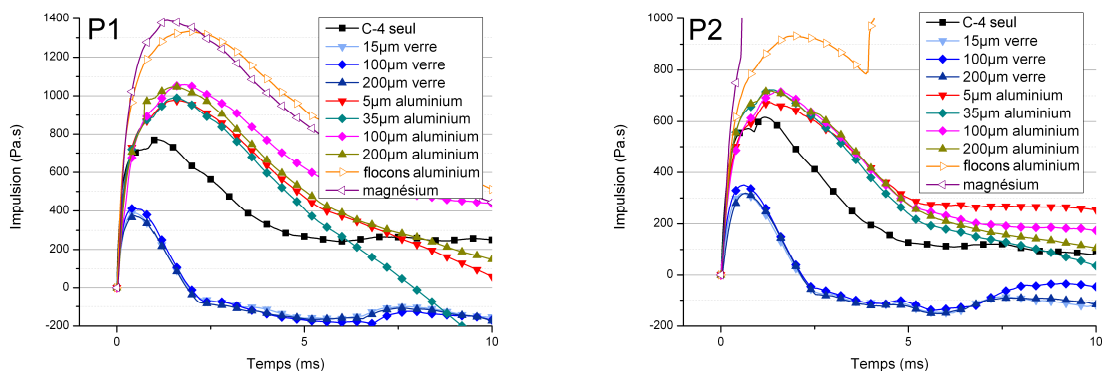 P1
Impulsion (Pa.s)
1400
1200
1000
800
600
400
200
0
-200
C-4 seul
15µm verre
100µm verre
200µm verre
5µm aluminium
35µm aluminium
100µm aluminium
200µm aluminium
flocons aluminium
magnésium
0
5
10
Temps (ms)
P2
Impulsion (Pa.s)
1000
800
600
400
200
0
-200
C-4 seul
15µm verre
100µm verre
200µm verre
5µm aluminium
35µm aluminium
100µm aluminium
200µm aluminium
flocons aluminium
magnésium
0
5
10
Temps (ms)